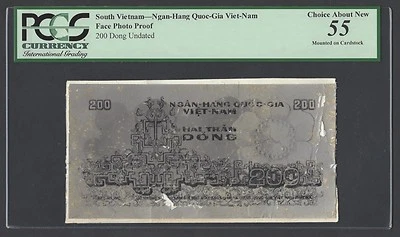 PCGS
CURRENCY
International Grading
South Vietnam—Ngan-Hang Quoc-Gia Viet-Nam
Face Photo Proof
200 Dong Undated
Choice About New
55
Mounted on Cardstock
200
NGÂN-HÀNG QUỐC-GIA
VIỆT-NAM
200
HAI TRĂM
ĐỒNG
200